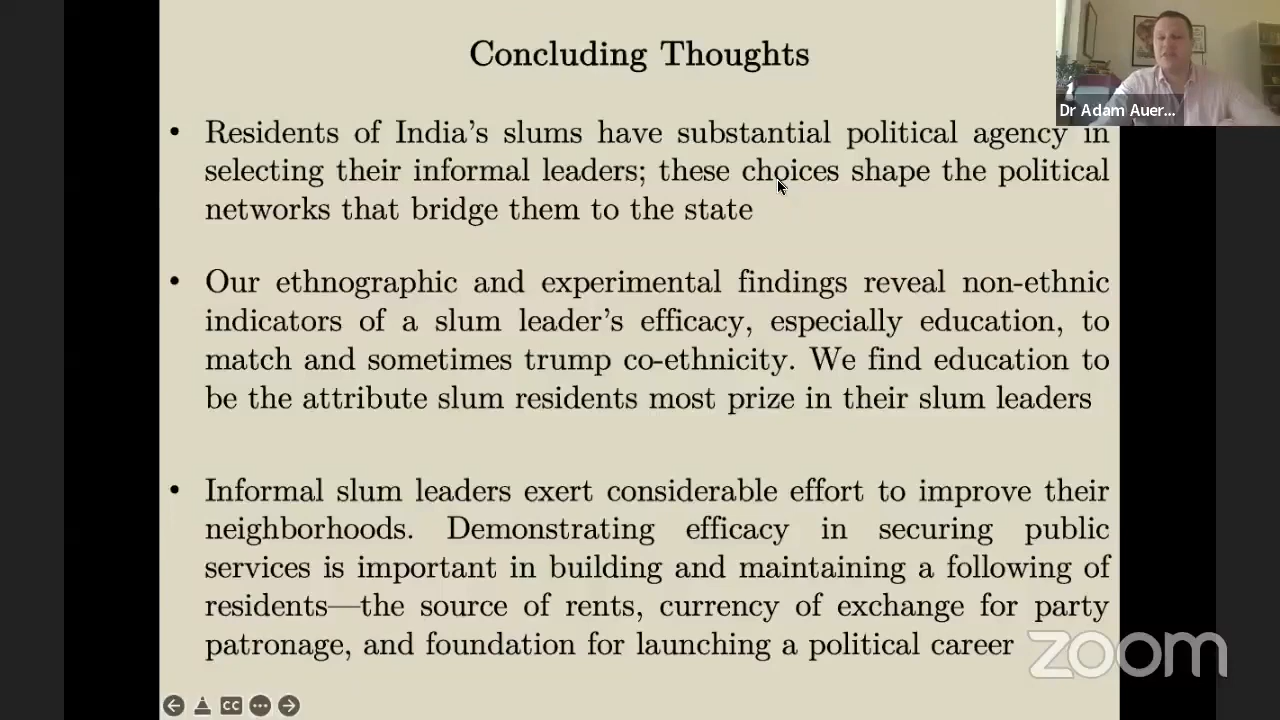 Concluding Thoughts
Dr Adam Auer...
• Residents of India's slums have substantial political agency in
selecting their informal leaders; these choices shape the political
networks that bridge them to the state
• Our ethnographic and experimental findings reveal non-ethnic
indicators of a slum leader's efficacy, especially education, to
match and sometimes trump co-ethnicity. We find education to
be the attribute slum residents most prize in their slum leaders
• Informal slum leaders exert considerable effort to improve their
neighborhoods. Demonstrating efficacy in securing public
services is important in building and maintaining a following of
residents—the source of rents, currency of exchange for party
patronage, and foundation for launching a political career
zoom
CC